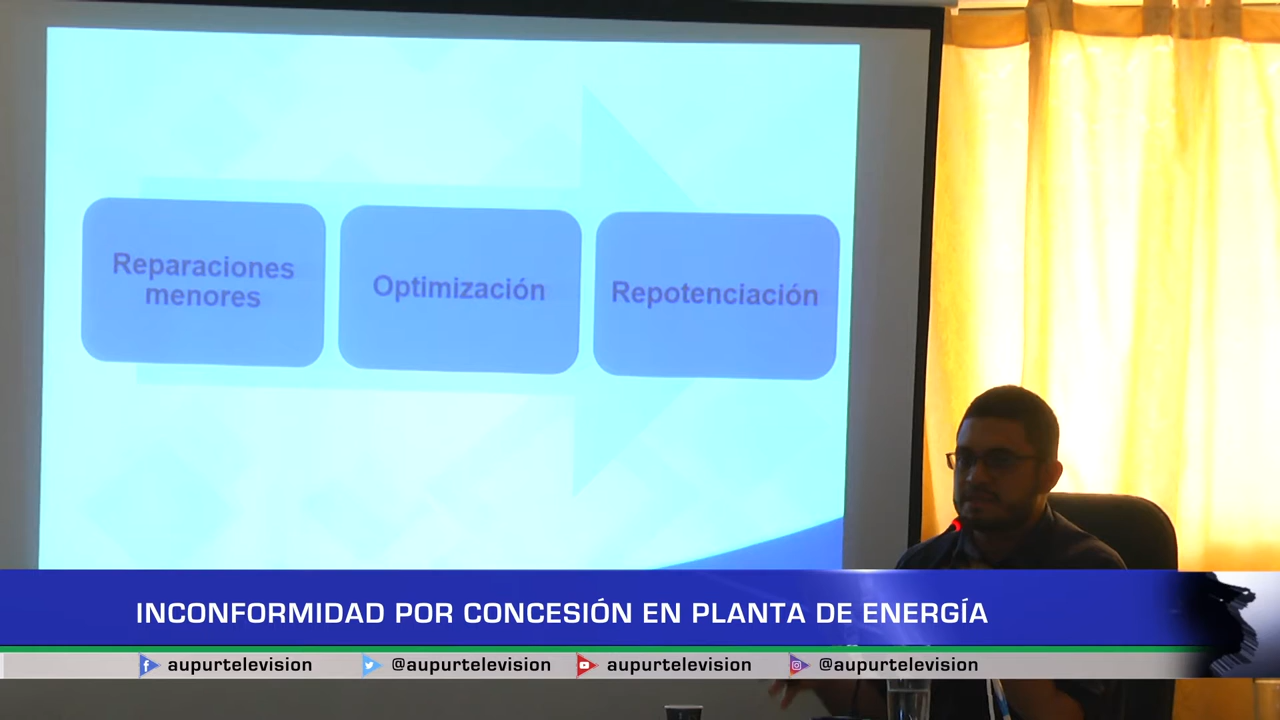 Reparaciones
menores
Optimización
Repotenciación
INCONFORMIDAD POR CONCESIÓN EN PLANTA DE ENERGÍA
aupurtelevision @aupurtelevision aupurtelevision @aupurtelevision